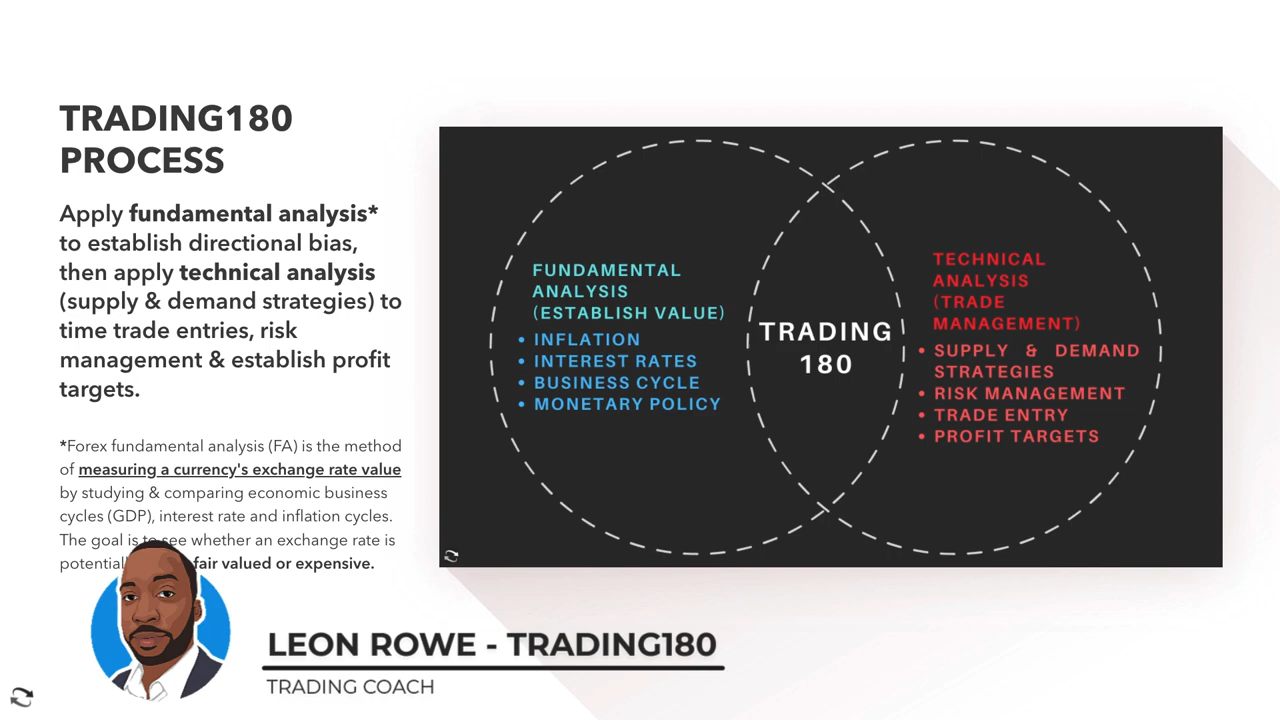 TRADING180
PROCESS
Apply fundamental analysis*
to establish directional bias,
then apply technical analysis
(supply & demand strategies) to
time trade entries, risk
management & establish profit
targets.
*Forex fundamental analysis (FA) is the method
of measuring a currency's exchange rate value
by studying & comparing economic business
cycles (GDP), interest rate and inflation cycles.
The goal is to see whether an exchange rate is
fair valued or expensive.
FUNDAMENTAL
ANALYSIS
(ESTABLISH VALUE)
• INFLATION
• INTEREST RATES
• BUSINESS CYCLE
• MONETARY POLICY
TRADING
180
TECHNICAL
ANALYSIS
(TRADE
MANAGEMENT)
• SUPPLY & DEMAND
STRATEGIES
• RISK MANAGEMENT
• TRADE ENTRY
• PROFIT TARGETS
LEON ROWE - TRADING180
TRADING COACH